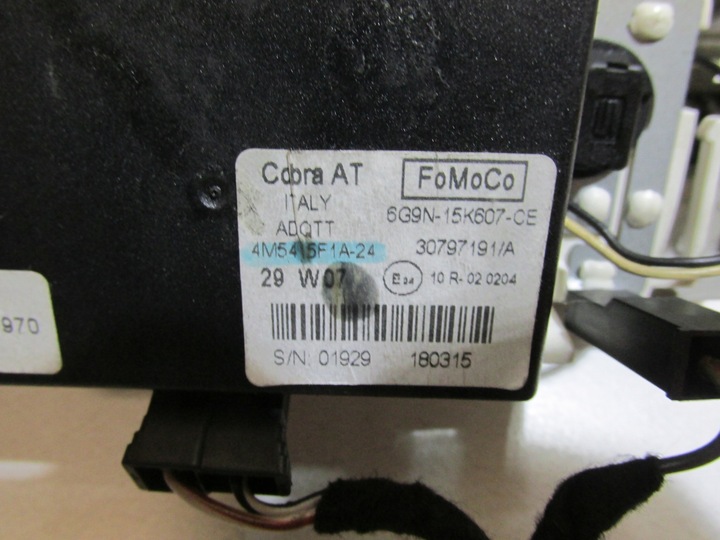 Cobra AT
FoMoCo
ITALY
6G9N-15K607-CE
ADQTT
4M5415F1A-24
30797191/A
29 W07
E24 10 R-02 0204
S/N: 01929 180315
970